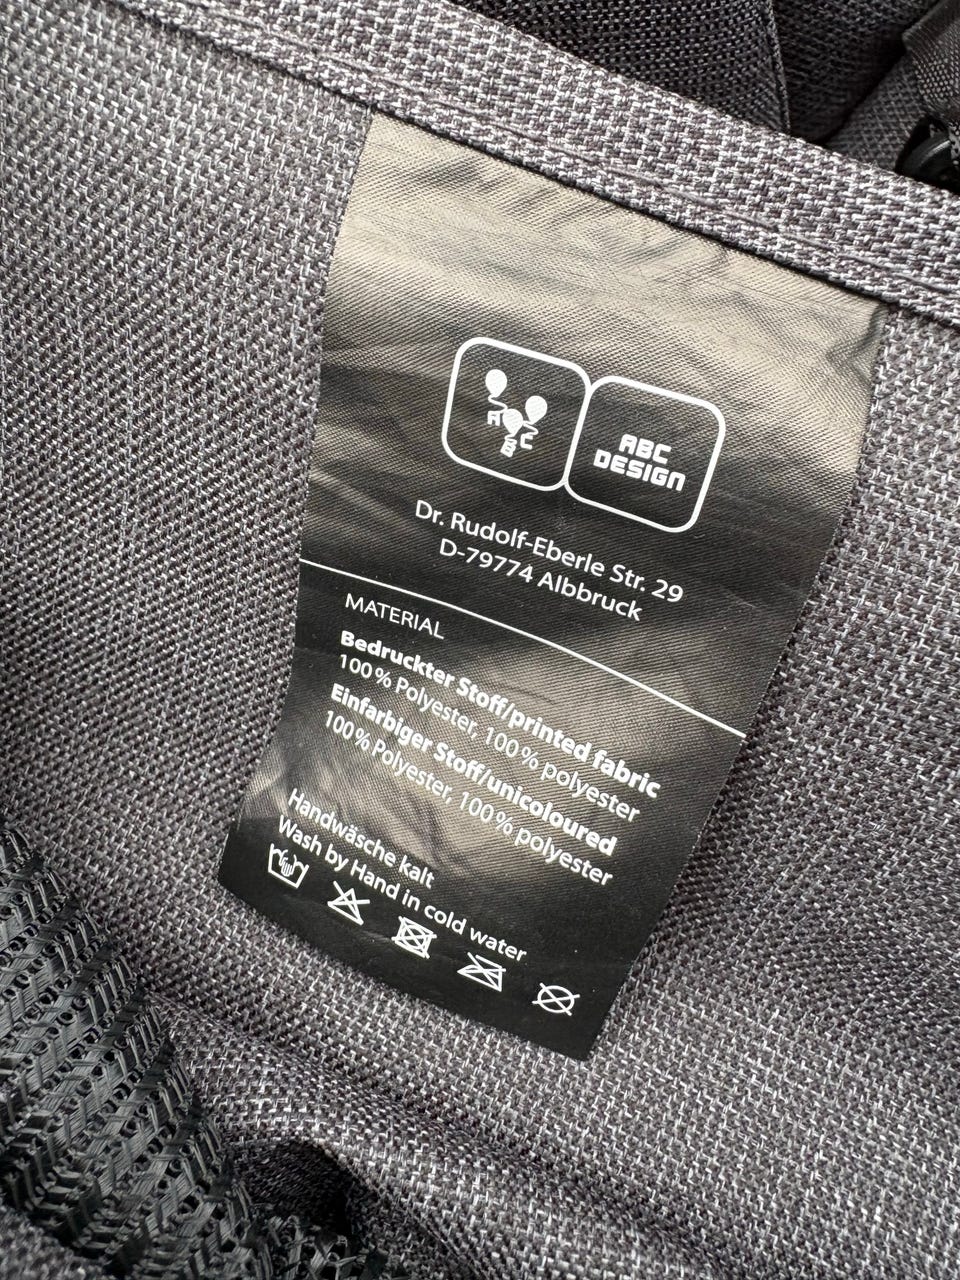 A
B
C
ABC
DESIGN
Dr. Rudolf-Eberle Str. 29
D-79774 Albbruck
MATERIAL
Bedruckter Stoff/printed fabric
100 % Polyester, 100 % polyester
Einfarbiger Stoff/unicoloured
100 % Polyester, 100 % polyester
Handwäsche kalt
Wash by Hand in cold water